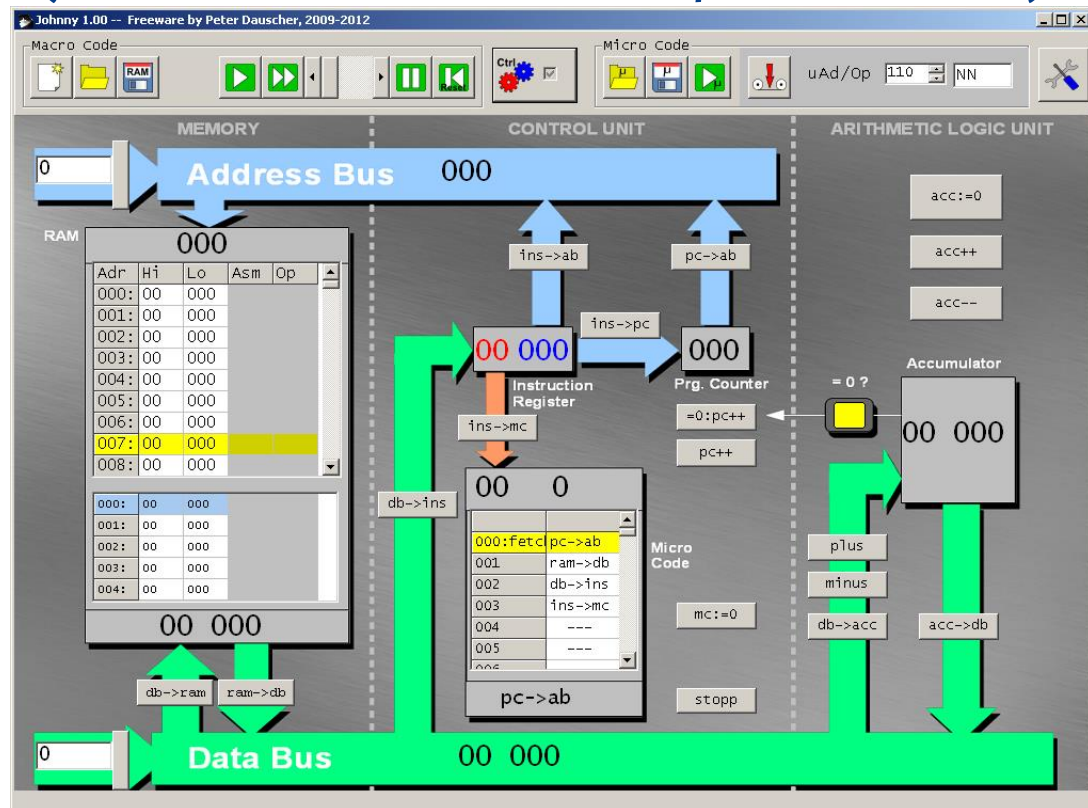 Johnny 1.00 -- Freeware by Peter Dauscher, 2009-2012
Macro Code
Micro Code
RAM
Reset
Ctrl
µ
µ
µ
uAd/Op 110 NN
MEMORY
CONTROL UNIT
ARITHMETIC LOGIC UNIT
0
Address Bus 000
acc:=0
acc++
acc--
RAM
000
Adr Hi Lo Asm Op
000: 00 000
001: 00 000
002: 00 000
003: 00 000
004: 00 000
005: 00 000
006: 00 000
007: 00 000
008: 00 000
000: 00 000
001: 00 000
002: 00 000
003: 00 000
004: 00 000
00 000
db->ram
ram->db
ins->ab
pc->ab
ins->pc
00 000
Instruction
Register
000
Prg. Counter
=0:pc++
pc++
ins->mc
db->ins
00 0
000:fetch pc->ab
001 ram->db
002 db->ins
003 ins->mc
004 ---
005 ---
006
pc->ab
Micro
Code
mc:=0
stopp
= 0 ?
Accumulator
00 000
plus
minus
db->acc
acc->db
0
Data Bus 00 000